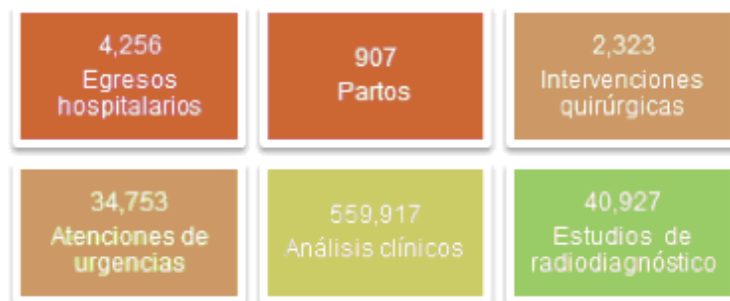 4,256
Egresos
hospitalarios
907
Partos
2,323
Intervenciones
quirúrgicas
34,753
Atenciones de
urgencias
559,917
Análisis clínicos
40,927
Estudios de
radiodiagnóstico